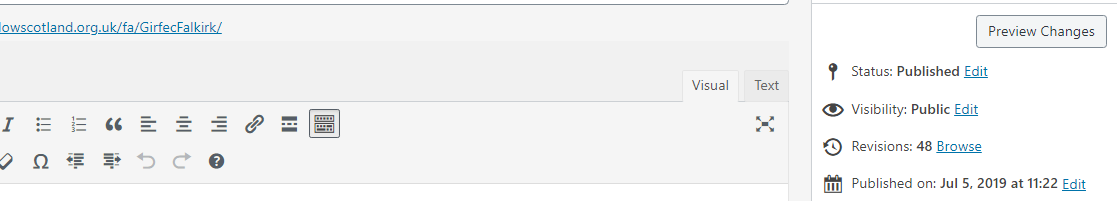 lowscotland.org.uk/fa/GirfecFalkirk/
Preview Changes
Visual Text
Status: Published Edit
Visibility: Public Edit
Revisions: 48 Browse
Published on: Jul 5, 2019 at 11:22 Edit